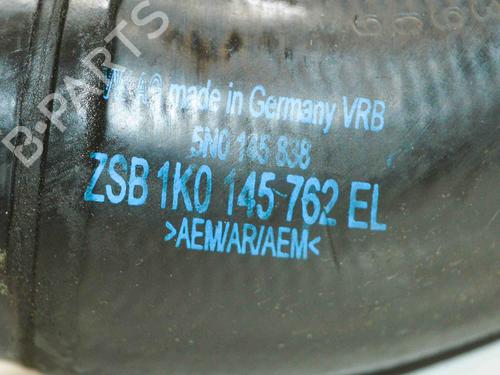 made in Germany VRB
5N0 145 838
ZSB 1K0 145 762 EL
>AEM/AR/AEM<
B-PARTS